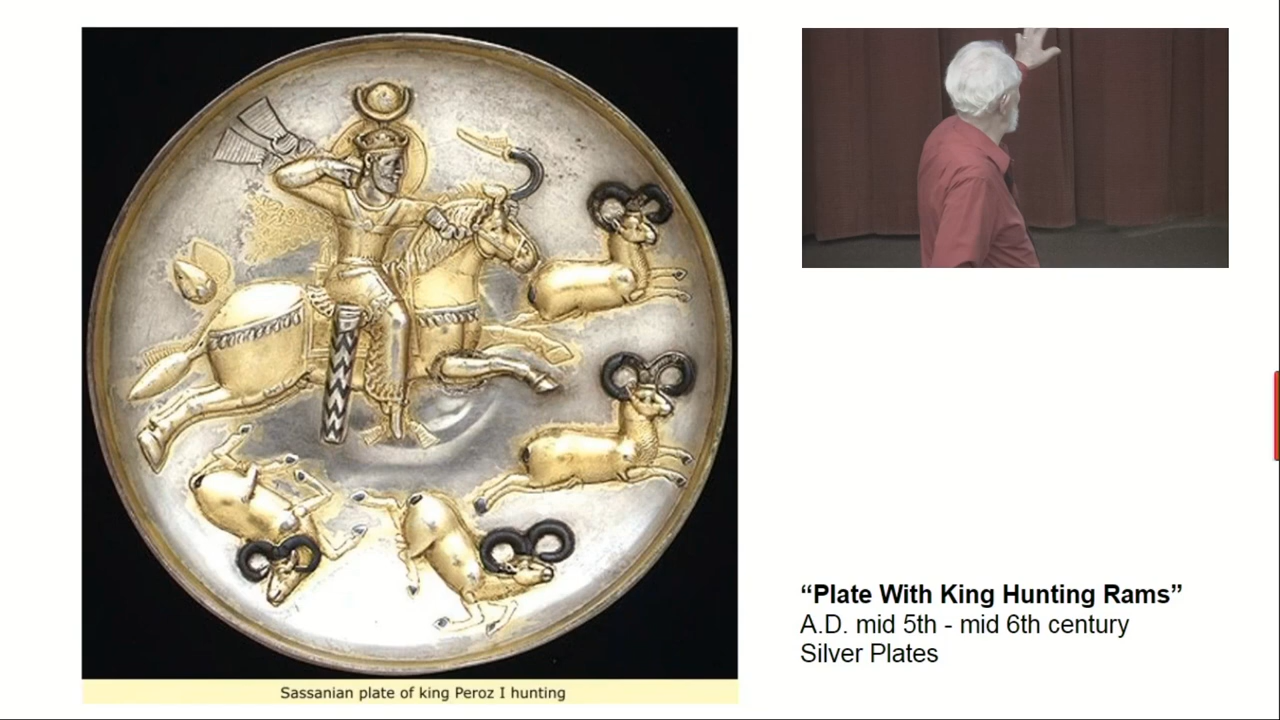 Sassanian plate of king Peroz I hunting
“Plate With King Hunting Rams”
A.D. mid 5th - mid 6th century
Silver Plates